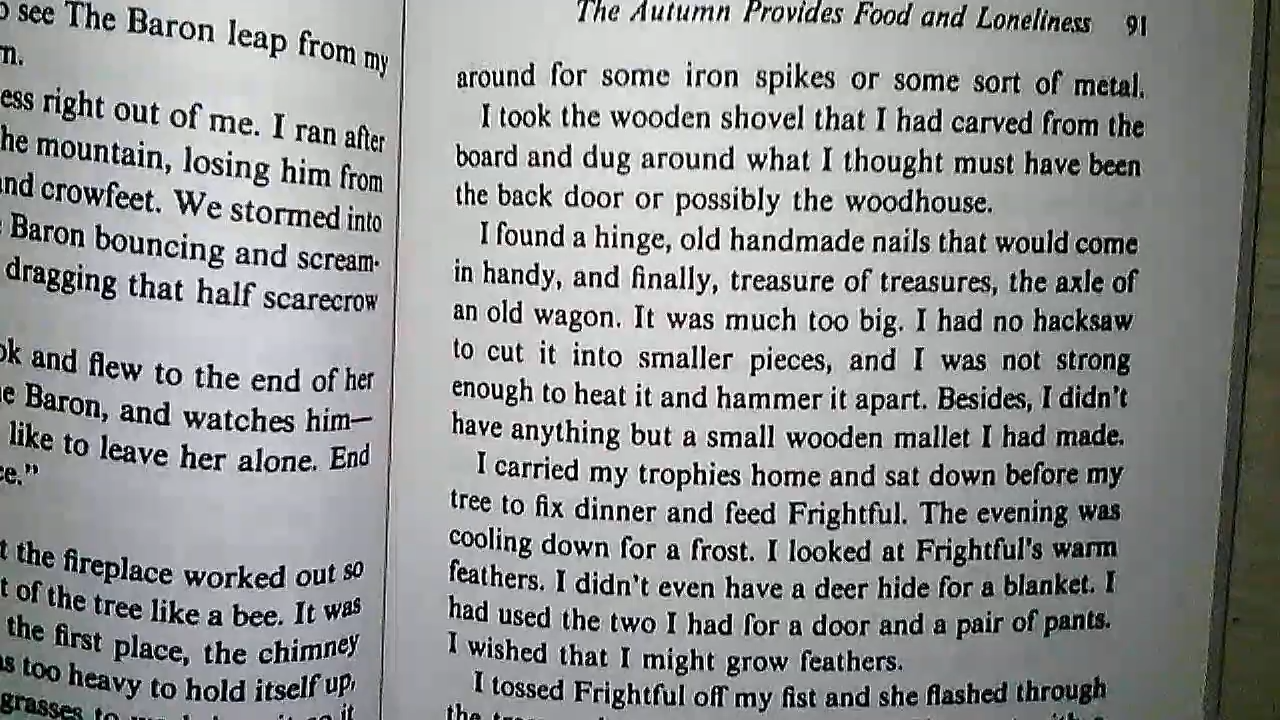 see The Baron leap from my
right out of me. I ran after
mountain, losing him from
and crowfeet. We stormed into
Baron bouncing and scream-
dragging that half scarecrow
and flew to the end of her
Baron, and watches him—
like to leave her alone. End
the fireplace worked out so
of the tree like a bee. It was
the first place, the chimney
too heavy to hold itself up,
grasses to
The Autumn Provides Food and Loneliness 91
around for some iron spikes or some sort of metal.
I took the wooden shovel that I had carved from the
board and dug around what I thought must have been
the back door or possibly the woodhouse.
I found a hinge, old handmade nails that would come
in handy, and finally, treasure of treasures, the axle of
an old wagon. It was much too big. I had no hacksaw
to cut it into smaller pieces, and I was not strong
enough to heat it and hammer it apart. Besides, I didn't
have anything but a small wooden mallet I had made.
I carried my trophies home and sat down before my
tree to fix dinner and feed Frightful. The evening was
cooling down for a frost. I looked at Frightful's warm
feathers. I didn't even have a deer hide for a blanket. I
had used the two I had for a door and a pair of pants.
I wished that I might grow feathers.
I tossed Frightful off my fist and she flashed through
the